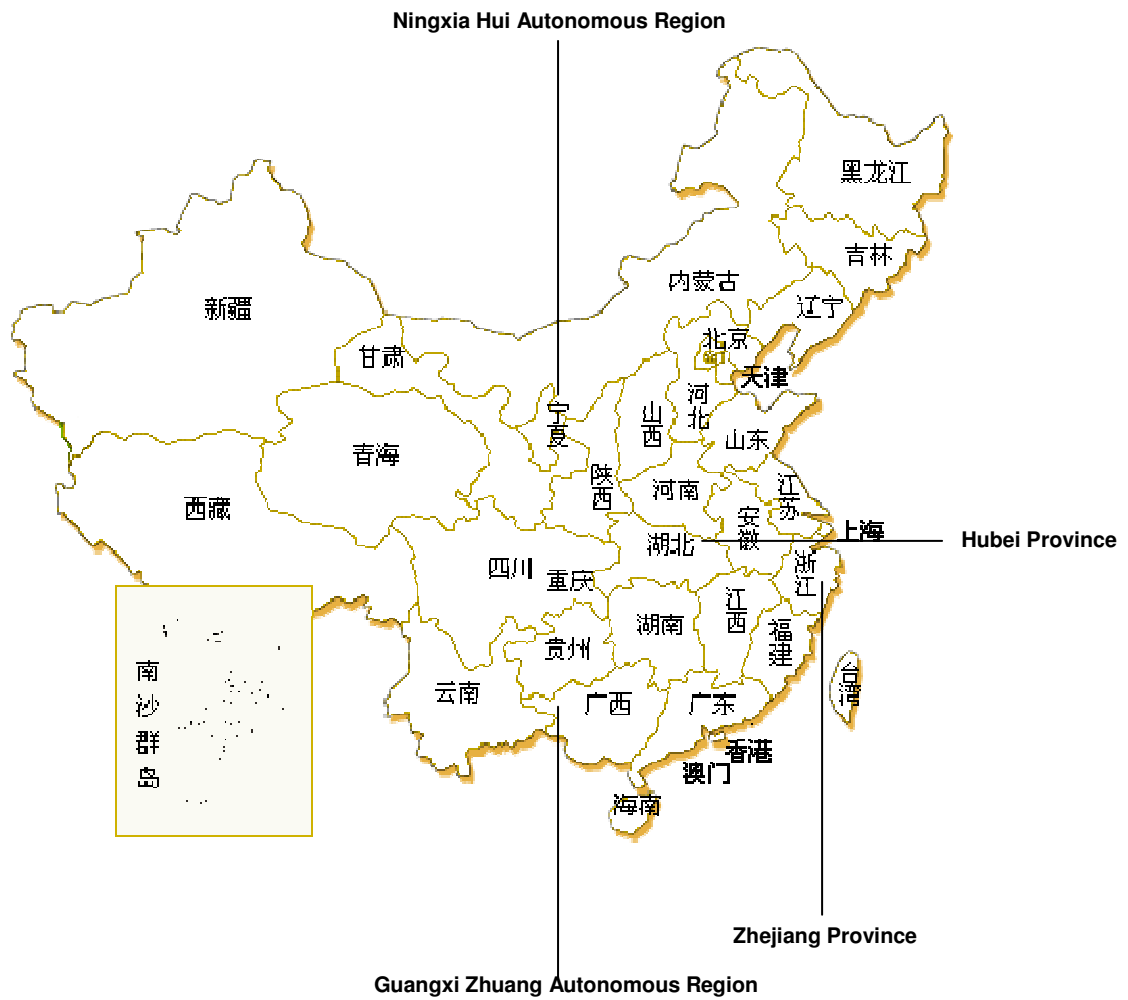 Ningxia Hui Autonomous Region
黑龙江
吉林
内蒙古
辽宁
新疆
北京
甘肃
天津
河北
宁夏
山西
山东
青海
陕西
河南
江苏
西藏
安徽
上海
湖北
Hubei Province
四川
重庆
浙江
江西
湖南
福建
贵州
南沙群岛
云南
广西
广东
台湾
香港
澳门
海南
Zhejiang Province
Guangxi Zhuang Autonomous Region